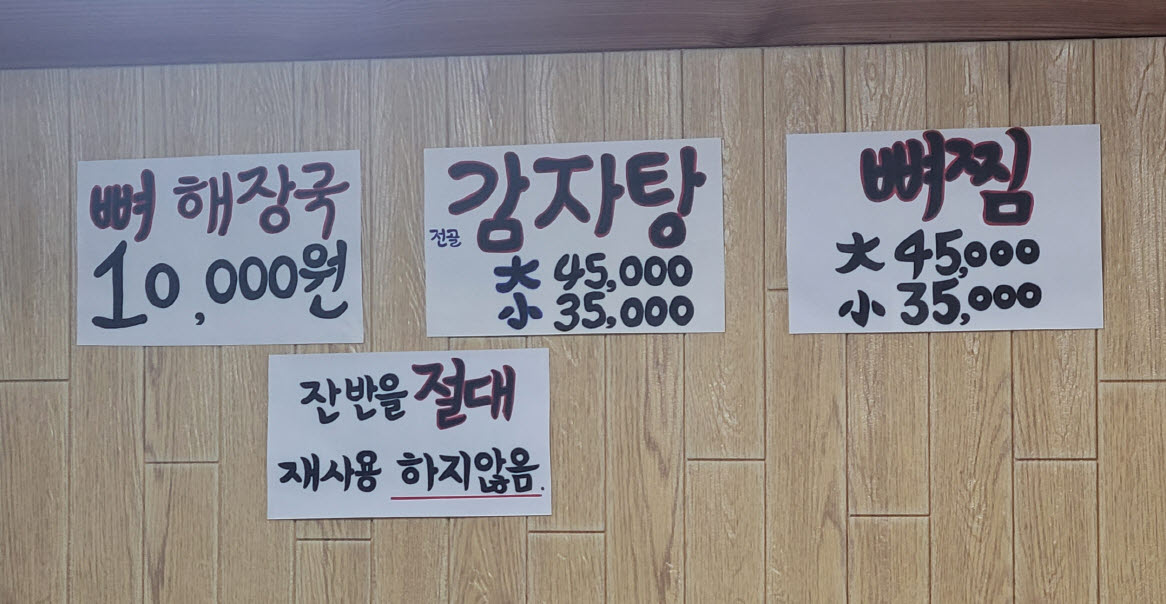 뼈 해장국
10,000원
감자탕
전골
大 45,000
小 35,000
뼈찜
大 45,000
小 35,000
잔반을 절대
재사용 하지않음.